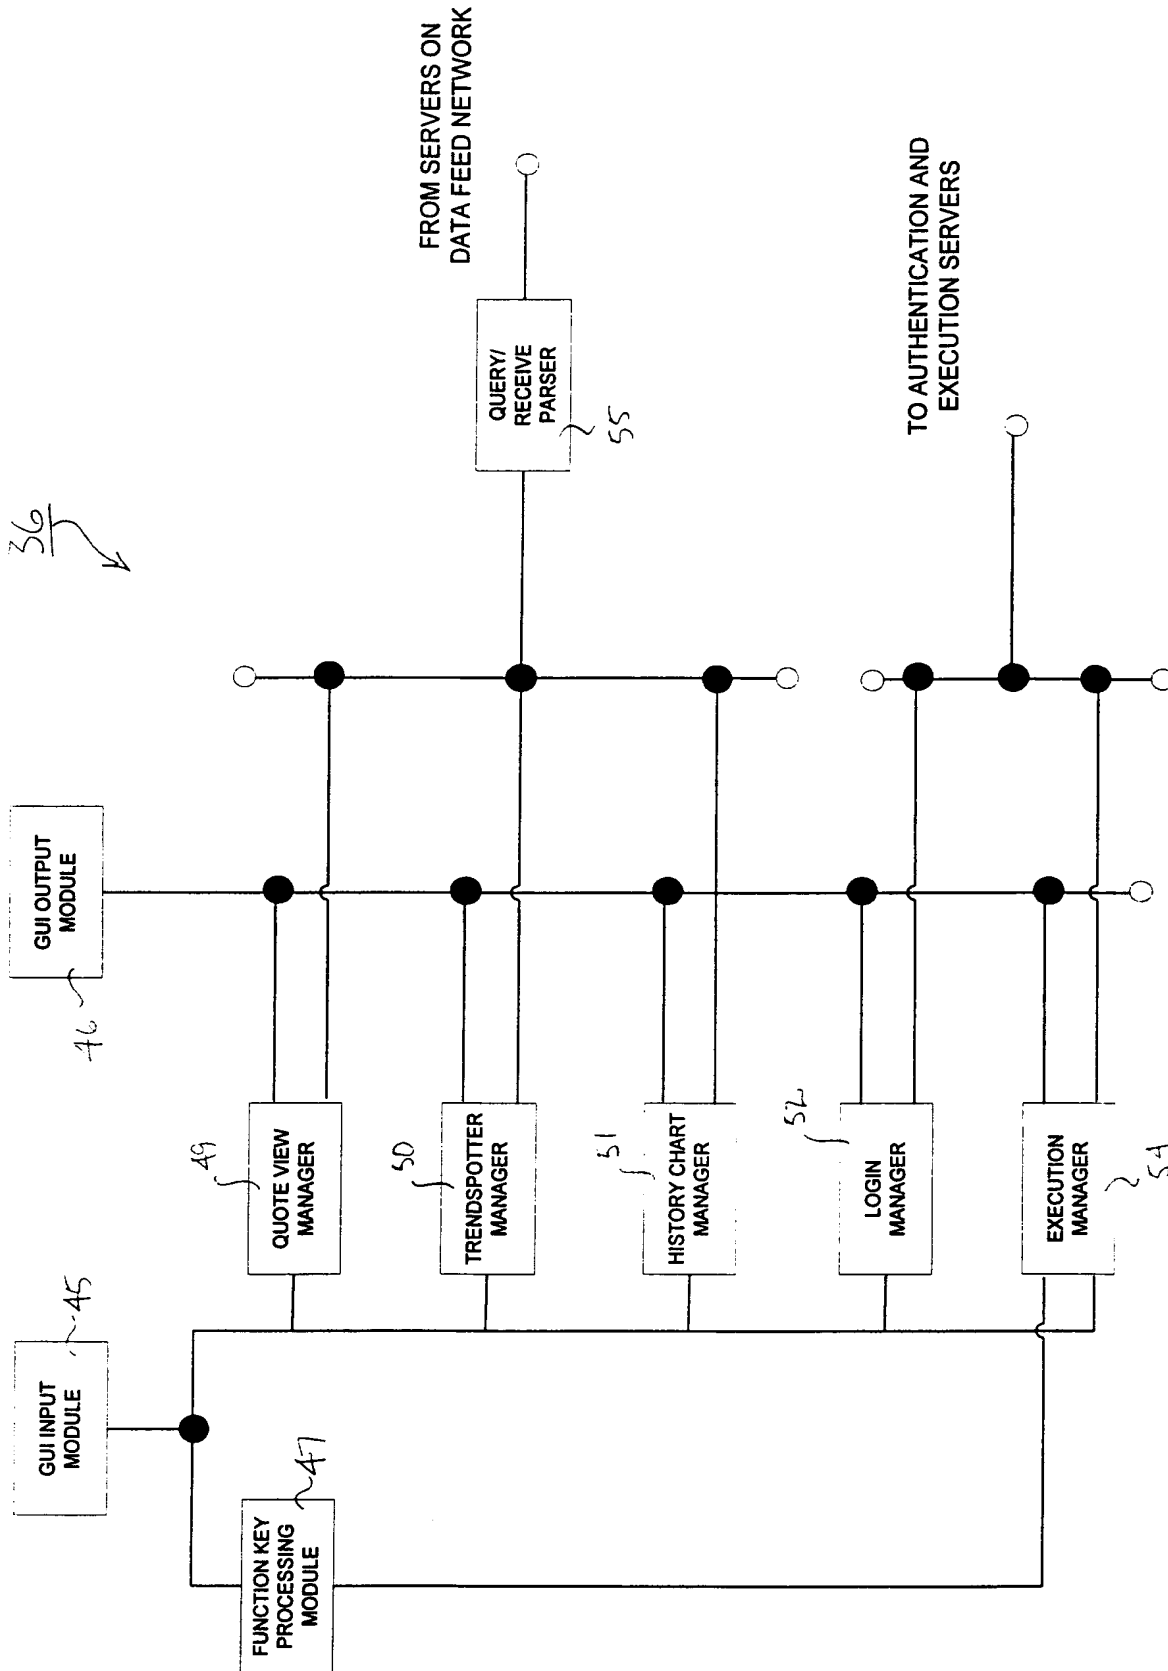 36
GUI INPUT
MODULE
45
GUI OUTPUT
MODULE
46
FUNCTION KEY
PROCESSING
MODULE
47
QUOTE VIEW
MANAGER
49
TRENDSPOTTER
MANAGER
50
HISTORY CHART
MANAGER
51
LOGIN
MANAGER
52
EXECUTION
MANAGER
54
QUERY/
RECEIVE
PARSER
55
FROM SERVERS ON
DATA FEED NETWORK
TO AUTHENTICATION AND
EXECUTION SERVERS